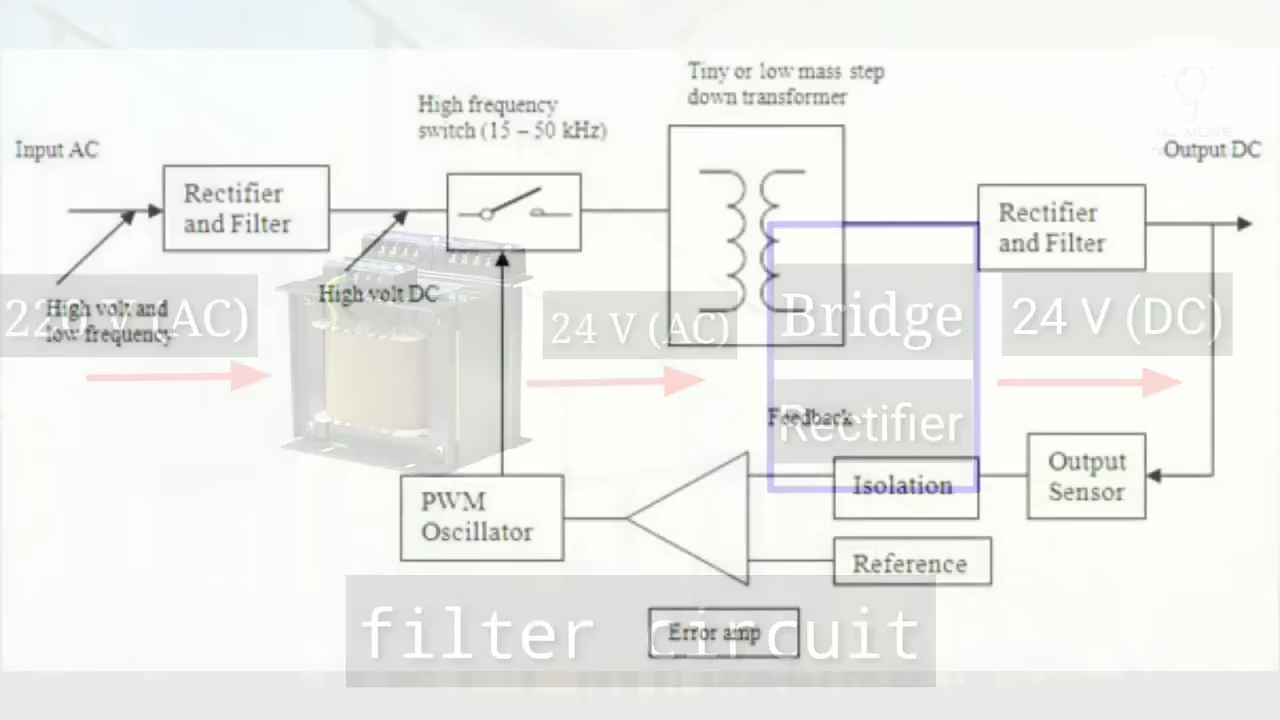 Tiny or low mass step
down transformer
High frequency
switch (15 – 50 kHz)
Input AC
NO MORE
Output DC
Rectifier
and Filter
Rectifier
and Filter
High volt DC
High volt and
low frequency
220 V (AC)
24 V (AC)
Bridge
Rectifier
24 V (DC)
Feedback
Isolation
Output
Sensor
PWM
Oscillator
Reference
Error amp
filter circuit